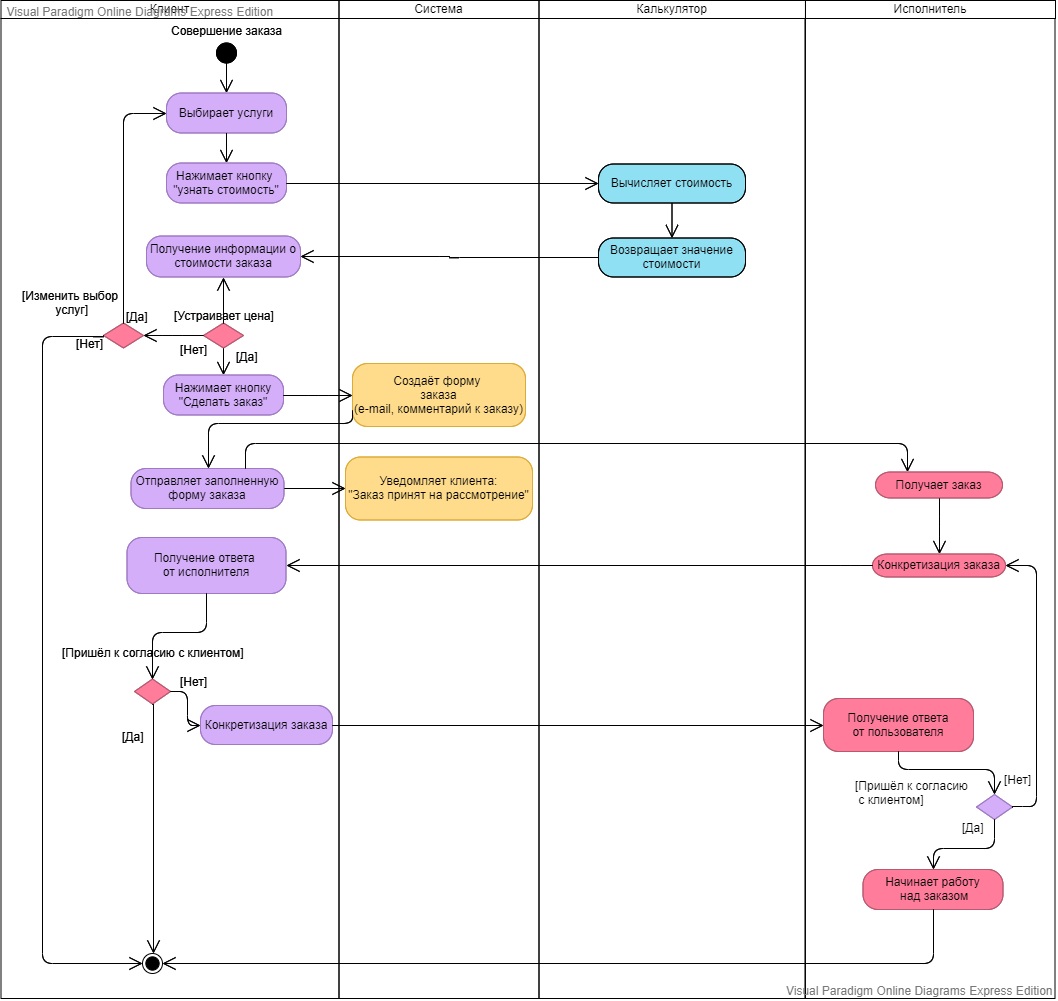 Visual Paradigm Online Diagrams Express Edition
Клиент
Система
Калькулятор
Исполнитель
Совершение заказа
Выбирает услуги
Нажимает кнопку
"узнать стоимость"
Вычисляет стоимость
Получение информации о
стоимости заказа
Возвращает значение
стоимости
[Изменить выбор
услуг]
[Да]
[Устраивает цена]
[Нет]
[Нет]
[Да]
Нажимает кнопку
"Сделать заказ"
Создаёт форму
заказа
(e-mail, комментарий к заказу)
Отправляет заполненную
форму заказа
Уведомляет клиента:
"Заказ принят на рассмотрение"
Получает заказ
Получение ответа
от исполнителя
Конкретизация заказа
[Пришёл к согласию с клиентом]
[Нет]
[Да]
Конкретизация заказа
Получение ответа
от пользователя
[Пришёл к согласию
с клиентом]
[Нет]
[Да]
Начинает работу
над заказом
Visual Paradigm Online Diagrams Express Edition